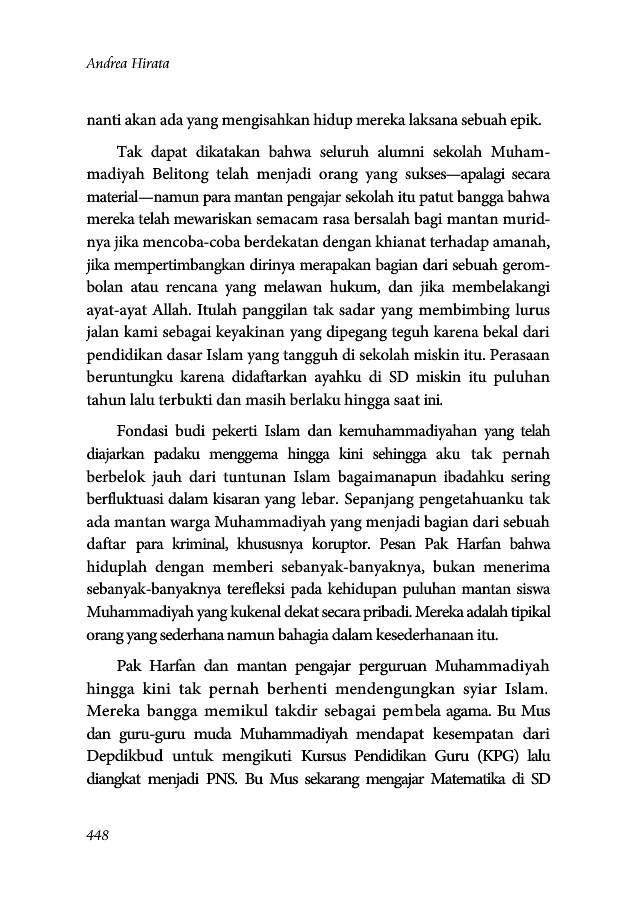 Andrea Hirata
nanti akan ada yang mengisahkan hidup mereka laksana sebuah epik.
Tak dapat dikatakan bahwa seluruh alumni sekolah Muham-
madiyah Belitong telah menjadi orang yang sukses—apalagi secara
material—namun para mantan pengajar sekolah itu patut bangga bahwa
mereka telah mewariskan semacam rasa bersalah bagi mantan murid-
nya jika mencoba-coba berdekatan dengan khianat terhadap amanah,
jika mempertimbangkan dirinya merapakan bagian dari sebuah gerom-
bolan atau rencana yang melawan hukum, dan jika membelakangi
ayat-ayat Allah. Itulah panggilan tak sadar yang membimbing lurus
jalan kami sebagai keyakinan yang dipegang teguh karena bekal dari
pendidikan dasar Islam yang tangguh di sekolah miskin itu. Perasaan
beruntungku karena didaftarkan ayahku di SD miskin itu puluhan
tahun lalu terbukti dan masih berlaku hingga saat ini.
Fondasi budi pekerti Islam dan kemuhammadiyahan yang telah
diajarkan padaku menggema hingga kini sehingga aku tak pernah
berbelok jauh dari tuntunan Islam bagaimanapun ibadahku sering
berfluktuasi dalam kisaran yang lebar. Sepanjang pengetahuanku tak
ada mantan warga Muhammadiyah yang menjadi bagian dari sebuah
daftar para kriminal, khususnya koruptor. Pesan Pak Harfan bahwa
hiduplah dengan memberi sebanyak-banyaknya, bukan menerima
sebanyak-banyaknya terefleksi pada kehidupan puluhan mantan siswa
Muhammadiyah yang kukenal dekat secara pribadi. Mereka adalah tipikal
orang yang sederhana namun bahagia dalam kesederhanaan itu.
Pak Harfan dan mantan pengajar perguruan Muhammadiyah
hingga kini tak pernah berhenti mendengungkan syiar Islam.
Mereka bangga memikul takdir sebagai pembela agama. Bu Mus
dan guru-guru muda Muhammadiyah mendapat kesempatan dari
Depdikbud untuk mengikuti Kursus Pendidikan Guru (KPG) lalu
diangkat menjadi PNS. Bu Mus sekarang mengajar Matematika di SD
448